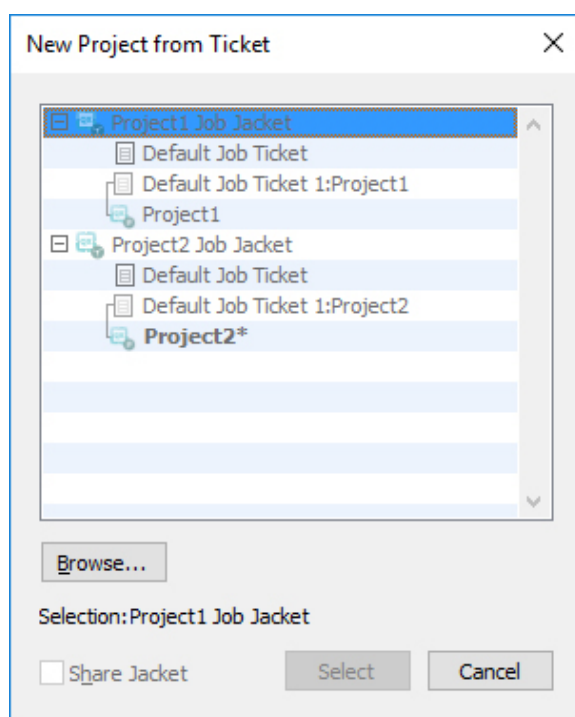 New Project from Ticket
Project1 Job Jacket
Default Job Ticket
Default Job Ticket 1:Project1
Project1
Project2 Job Jacket
Default Job Ticket
Default Job Ticket 1:Project2
Project2*
Browse...
Selection:Project1 Job Jacket
Share Jacket
Select
Cancel